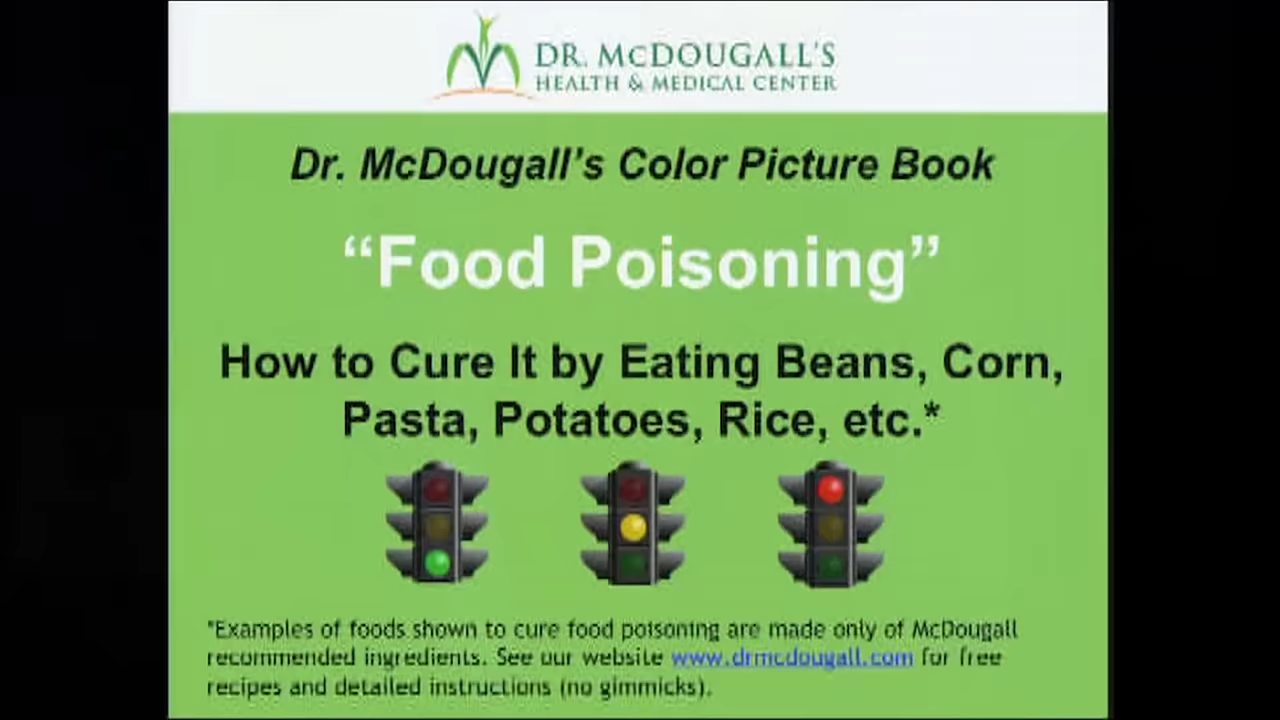 DR. McDOUGALL'S
HEALTH & MEDICAL CENTER
Dr. McDougall's Color Picture Book
“Food Poisoning”
How to Cure It by Eating Beans, Corn,
Pasta, Potatoes, Rice, etc.*
*Examples of foods shown to cure food poisoning are made only of McDougall
recommended ingredients. See our website www.drmcdougall.com for free
recipes and detailed instructions (no gimmicks).